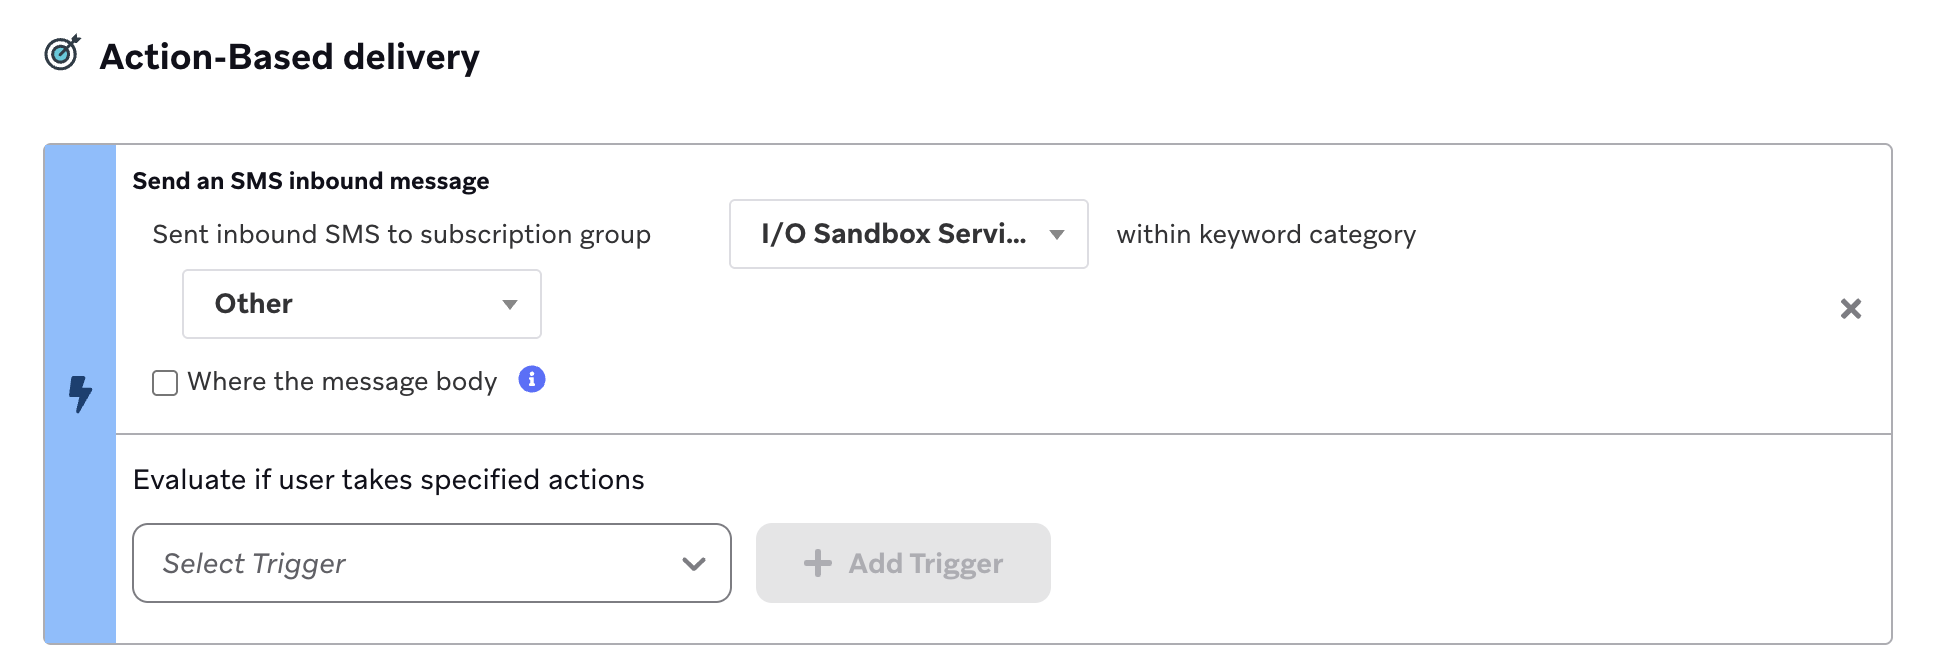 Action-Based delivery
Send an SMS inbound message
Sent inbound SMS to subscription group I/O Sandbox Servi... within keyword category
Other
Where the message body
Evaluate if user takes specified actions
Select Trigger Add Trigger